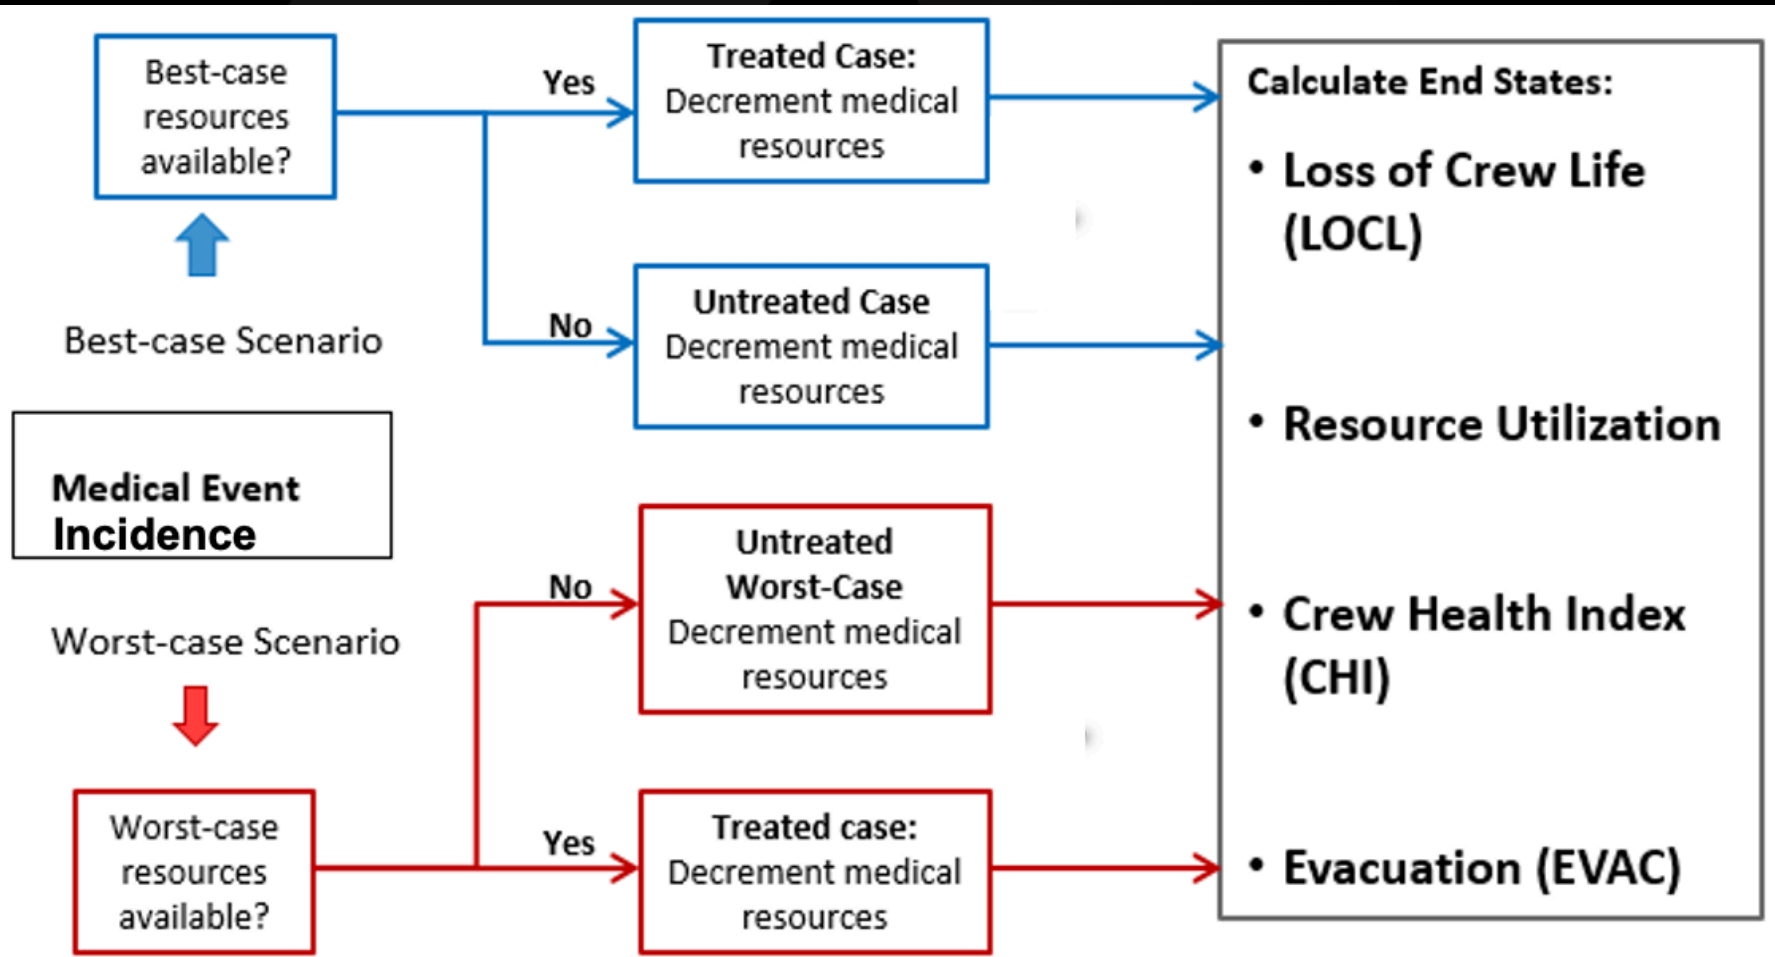 Best-case
resources
available?
Yes
Treated Case:
Decrement medical
resources
No
Untreated Case
Decrement medical
resources
Best-case Scenario
Medical Event
Incidence
Worst-case Scenario
Worst-case
resources
available?
No
Untreated
Worst-Case
Decrement medical
resources
Yes
Treated case:
Decrement medical
resources
Calculate End States:
• Loss of Crew Life
(LOCL)
• Resource Utilization
• Crew Health Index
(CHI)
• Evacuation (EVAC)